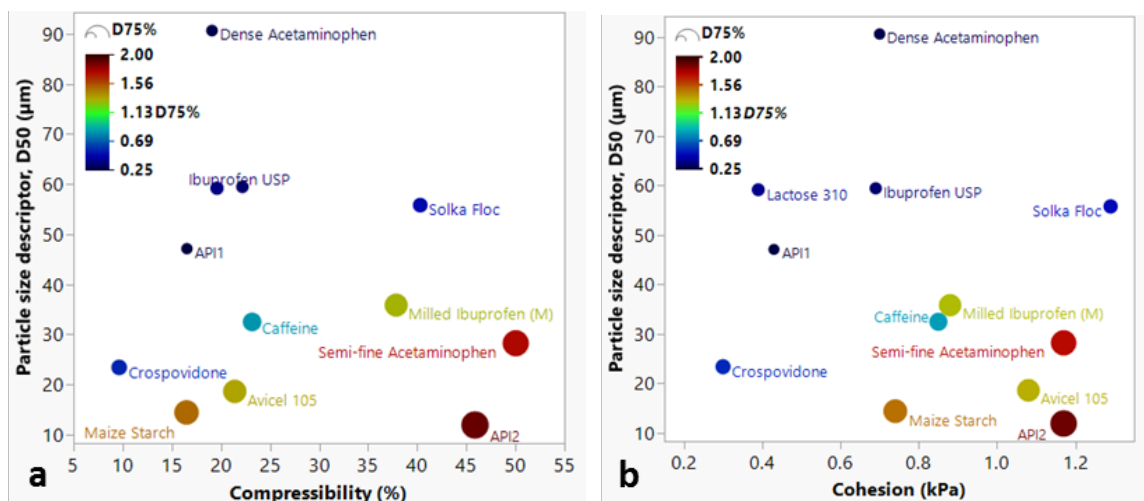 D75%
2.00
1.56
1.13 D75%
0.69
0.25
90
80
70
60
50
40
30
20
10
Particle size descriptor, D50 (µm)
Dense Acetaminophen
Ibuprofen USP
Solka Floc
API1
Milled Ibuprofen (M)
Caffeine
Semi-fine Acetaminophen
Crospovidone
Avicel 105
Maize Starch
API2
5 10 15 20 25 30 35 40 45 50 55
Compressibility (%)
a
D75%
2.00
1.56
1.13 D75%
0.69
0.25
90
80
70
60
50
40
30
20
10
Particle size descriptor, D50 (µm)
Dense Acetaminophen
Lactose 310
Ibuprofen USP
Solka Floc
API1
Caffeine
Milled Ibuprofen (M)
Semi-fine Acetaminophen
Crospovidone
Avicel 105
Maize Starch
API2
0.2 0.4 0.6 0.8 1.0 1.2
Cohesion (kPa)
b